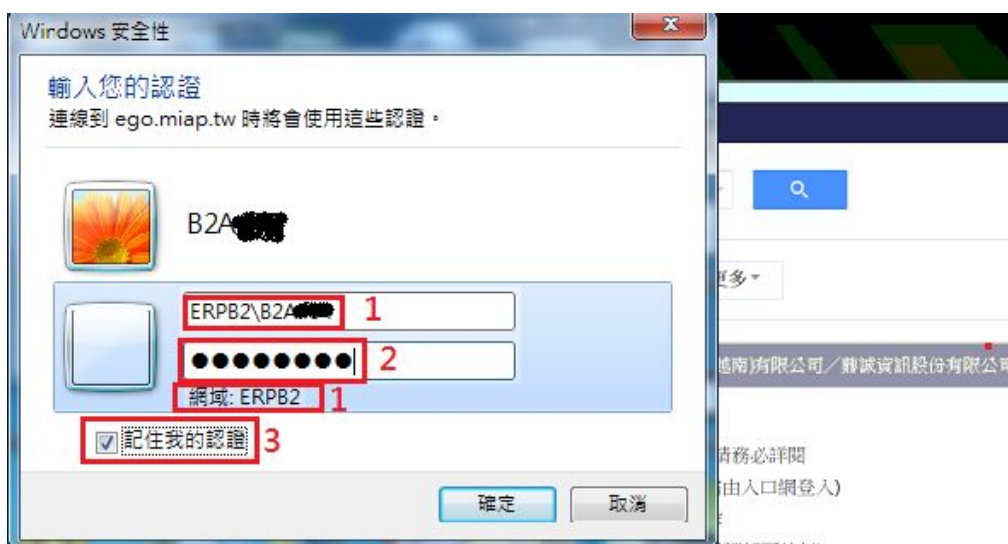 Windows 安全性
輸入您的認證
連線到 ego.miap.tw 時將會使用這些認證。
B2A
ERPB2\B2A
1
●●●●●●●●
2
網域: ERPB2
1
記住我的認證
3
確定
取消
更多
越南)有限公司／鼎誠資訊股份有限公司
請務必詳閱
由入口網登入)